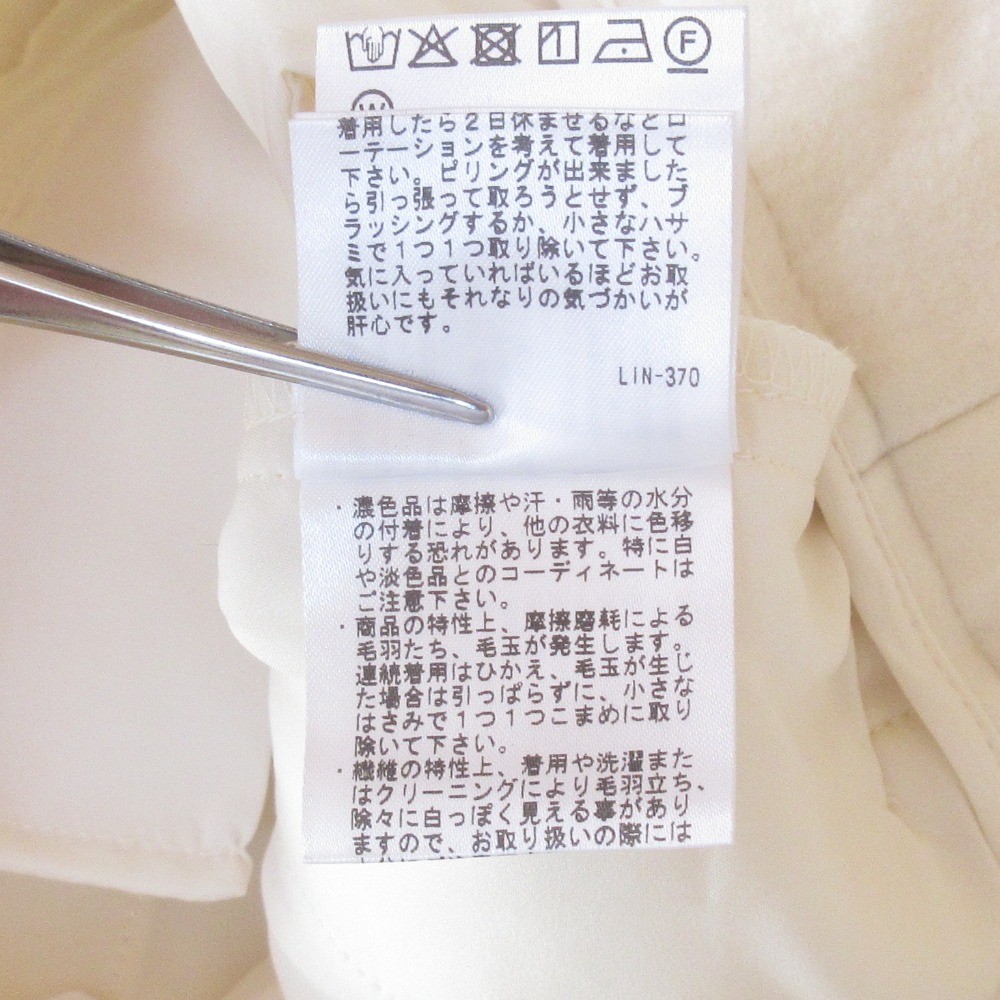 F
W
着用したら2日休ませるなどロ
ーテーションを考えて着用して
下さい。ピリングが出来ました
ら引っ張って取ろうとせず、ブ
ラッシングするか、小さなハサ
ミで1つ1つ取り除いて下さい。
気に入っていればいるほどお取
扱いにもそれなりの気づかいが
肝心です。
LIN-370
・濃色品は摩擦や汗・雨等の水分
の付着により、他の衣料に色移
りする恐れがあります。特に白
や淡色品とのコーディネートは
ご注意下さい。
・商品の特性上、摩擦磨耗による
毛羽たち、毛玉が発生します。
連続着用はひかえ、毛玉が生じ
た場合は引っぱらずに、小さな
はさみで1つ1つこまめに取り
除いて下さい。
・繊維の特性上、着用や洗濯また
はクリーニングにより毛羽立ち、
除々に白っぽく見える事があり
ますので、お取り扱いの際には